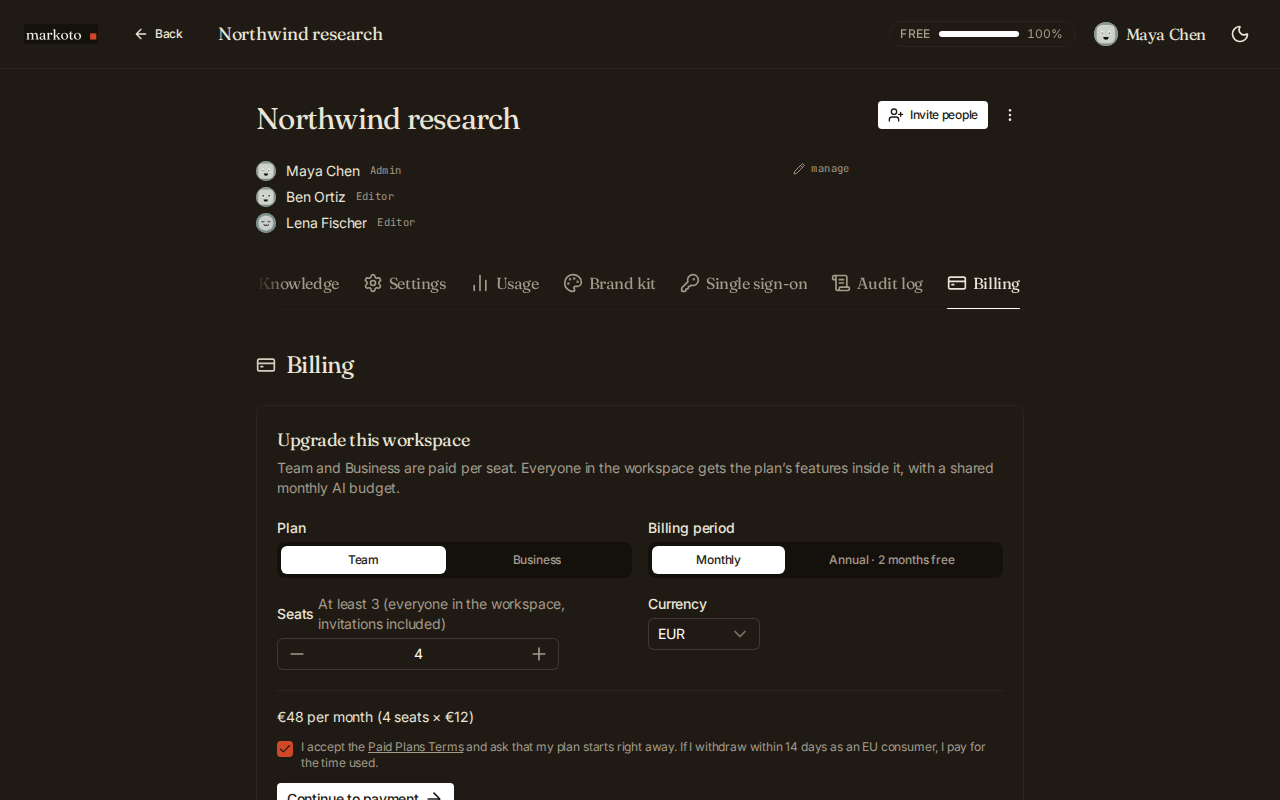 markoto
Back
Northwind research
FREE 100%
Maya Chen
Northwind research
Invite people
Maya Chen Admin
manage
Ben Ortiz Editor
Lena Fischer Editor
Knowledge Settings Usage Brand kit Single sign-on Audit log Billing
Billing
Upgrade this workspace
Team and Business are paid per seat. Everyone in the workspace gets the plan’s features inside it, with a shared
monthly AI budget.
Plan
Team Business
Billing period
Monthly Annual · 2 months free
Seats At least 3 (everyone in the workspace,
invitations included)
4
Currency
EUR
€48 per month (4 seats × €12)
I accept the Paid Plans Terms and ask that my plan starts right away. If I withdraw within 14 days as an EU consumer, I pay for
the time used.
Continue to payment